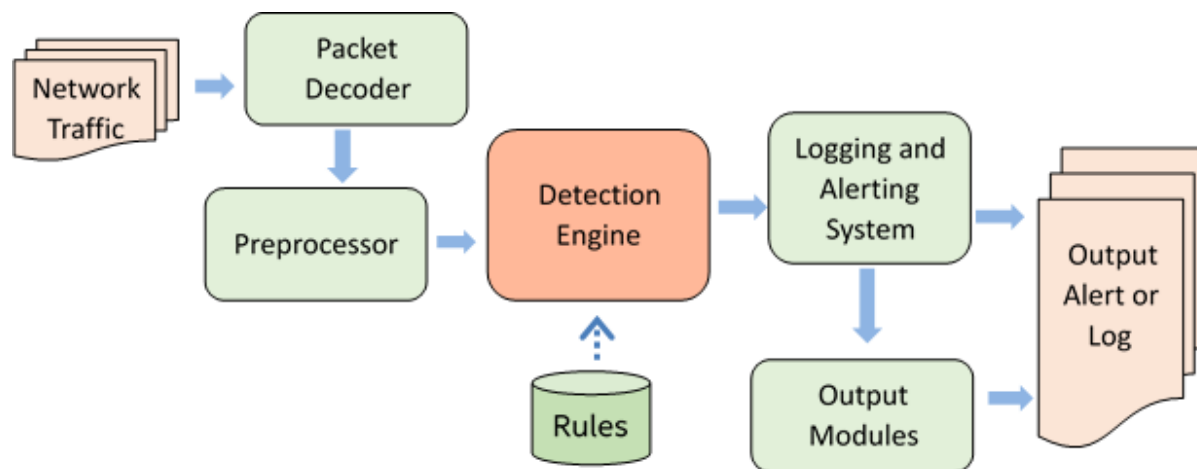 Network
Traffic
Packet
Decoder
Preprocessor
Detection
Engine
Rules
Logging and
Alerting
System
Output
Modules
Output
Alert or
Log